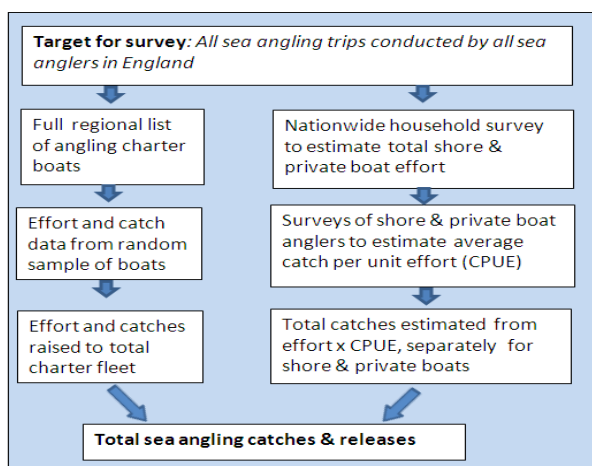 Target for survey: All sea angling trips conducted by all sea
anglers in England
Full regional list
of angling charter
boats
Effort and catch
data from random
sample of boats
Effort and catches
raised to total
charter fleet
Nationwide household survey
to estimate total shore &
private boat effort
Surveys of shore & private boat
anglers to estimate average
catch per unit effort (CPUE)
Total catches estimated from
effort x CPUE, separately for
shore & private boats
Total sea angling catches & releases